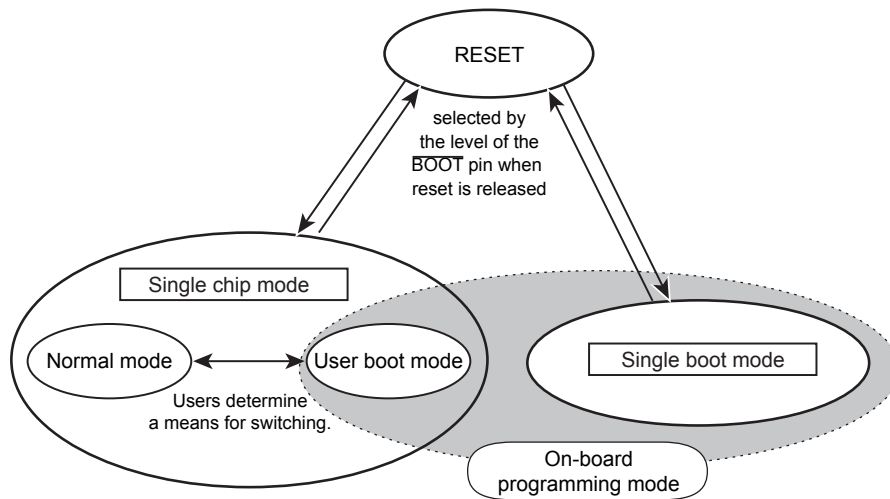 RESET
selected by
the level of the
BOOT pin when
reset is released
Single chip mode
Normal mode
User boot mode
Single boot mode
Users determine
a means for switching.
On-board
programming mode